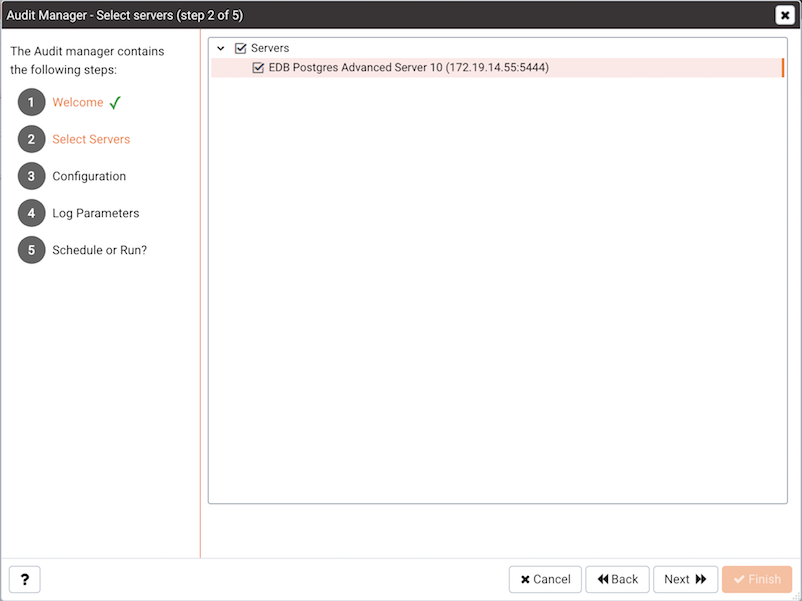 Audit Manager - Select servers (step 2 of 5)
The Audit manager contains
the following steps:
1 Welcome
2 Select Servers
3 Configuration
4 Log Parameters
5 Schedule or Run?
Servers
EDB Postgres Advanced Server 10 (172.19.14.55:5444)
? Cancel Back Next Finish